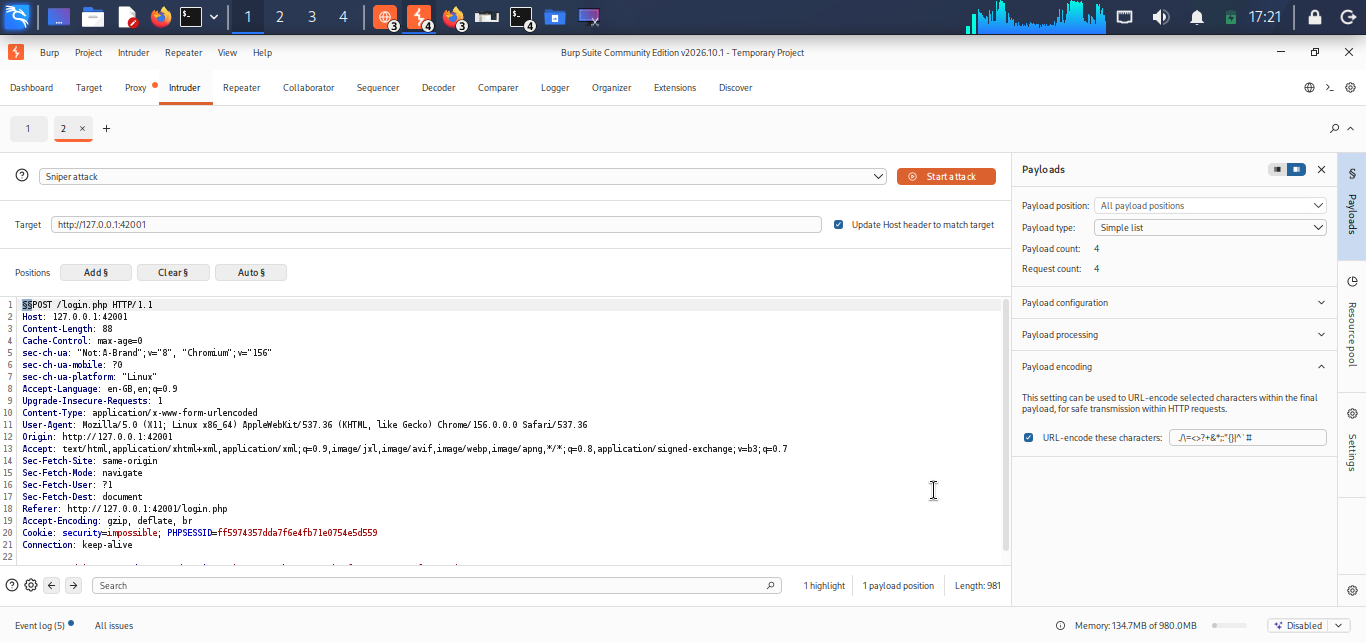 1 2 3 4 3 4 3 4 17:21
Burp Project Intruder Repeater View Help Burp Suite Community Edition v2026.10.1 - Temporary Project
Dashboard Target Proxy Intruder Repeater Collaborator Sequencer Decoder Comparer Logger Organizer Extensions Discover
1 2 × +
Sniper attack Start attack
Target http://127.0.0.1:42001 Update Host header to match target
Positions Add § Clear § Auto §
1 §§POST /login.php HTTP/1.1
2 Host: 127.0.0.1:42001
3 Content-Length: 88
4 Cache-Control: max-age=0
5 sec-ch-ua: "Not:A-Brand";v="8", "Chromium";v="156"
6 sec-ch-ua-mobile: ?0
7 sec-ch-ua-platform: "Linux"
8 Accept-Language: en-GB,en;q=0.9
9 Upgrade-Insecure-Requests: 1
10 Content-Type: application/x-www-form-urlencoded
11 User-Agent: Mozilla/5.0 (X11; Linux x86_64) AppleWebKit/537.36 (KHTML, like Gecko) Chrome/156.0.0.0 Safari/537.36
12 Origin: http://127.0.0.1:42001
13 Accept: text/html,application/xhtml+xml,application/xml;q=0.9,image/jxl,image/avif,image/webp,image/apng,*/*;q=0.8,application/signed-exchange;v=b3;q=0.7
14 Sec-Fetch-Site: same-origin
15 Sec-Fetch-Mode: navigate
16 Sec-Fetch-User: ?1
17 Sec-Fetch-Dest: document
18 Referer: http://127.0.0.1:42001/login.php
19 Accept-Encoding: gzip, deflate, br
20 Cookie: security=impossible; PHPSESSID=ff5974357dda7f6e4fb71e0754e5d559
21 Connection: keep-alive
22
Search 1 highlight 1 payload position Length: 981
Payloads
Payload position: All payload positions
Payload type: Simple list
Payload count: 4
Request count: 4
Payload configuration
Payload processing
Payload encoding
This setting can be used to URL-encode selected characters within the final
payload, for safe transmission within HTTP requests.
URL-encode these characters: ./\=<>?+&*;:"{}|^`#
§ Payloads
Resource pool
Settings
Event log (5) All issues Memory: 134.7MB of 980.0MB Disabled